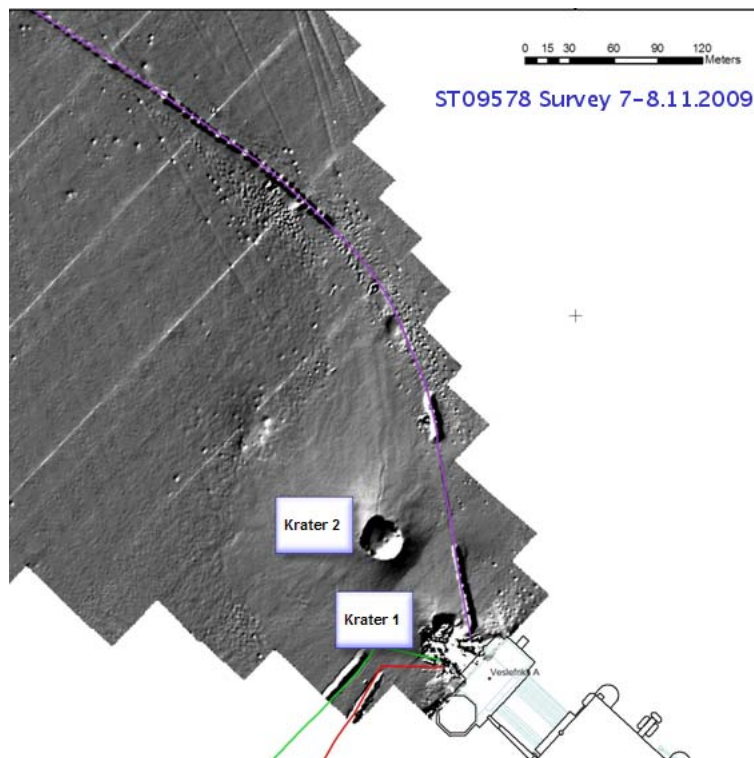 0 15 30 60 90 120
Meters
ST09578 Survey 7-8.11.2009
Krater 2
Krater 1
Veslefrikk A